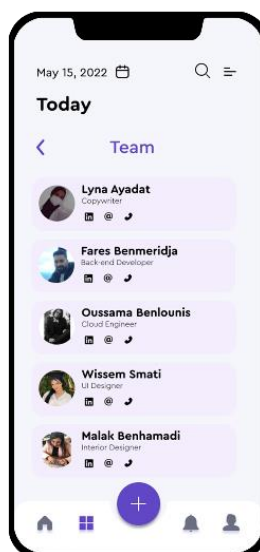 May 15, 2022
Today
Team
Lyna Ayadat
Copywriter
Fares Benmeridja
Back-end Developer
Oussama Benlounis
Cloud Engineer
Wissem Smati
UI Designer
Malak Benhamadi
Interior Designer